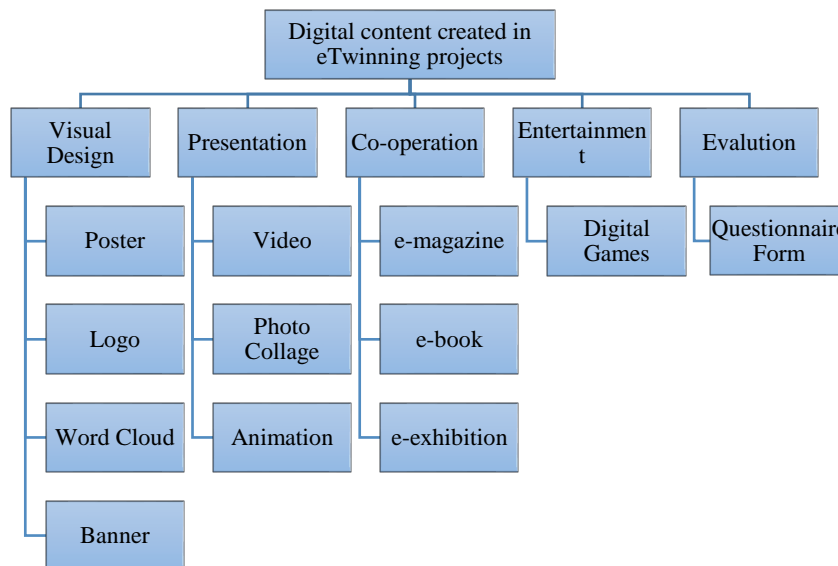 Digital content created in
eTwinning projects
Visual
Design
Presentation
Co-operation
Entertainmen
t
Evalution
Poster
Video
e-magazine
Digital
Games
Questionnaire
Form
Logo
Photo
Collage
e-book
Word Cloud
Animation
e-exhibition
Banner